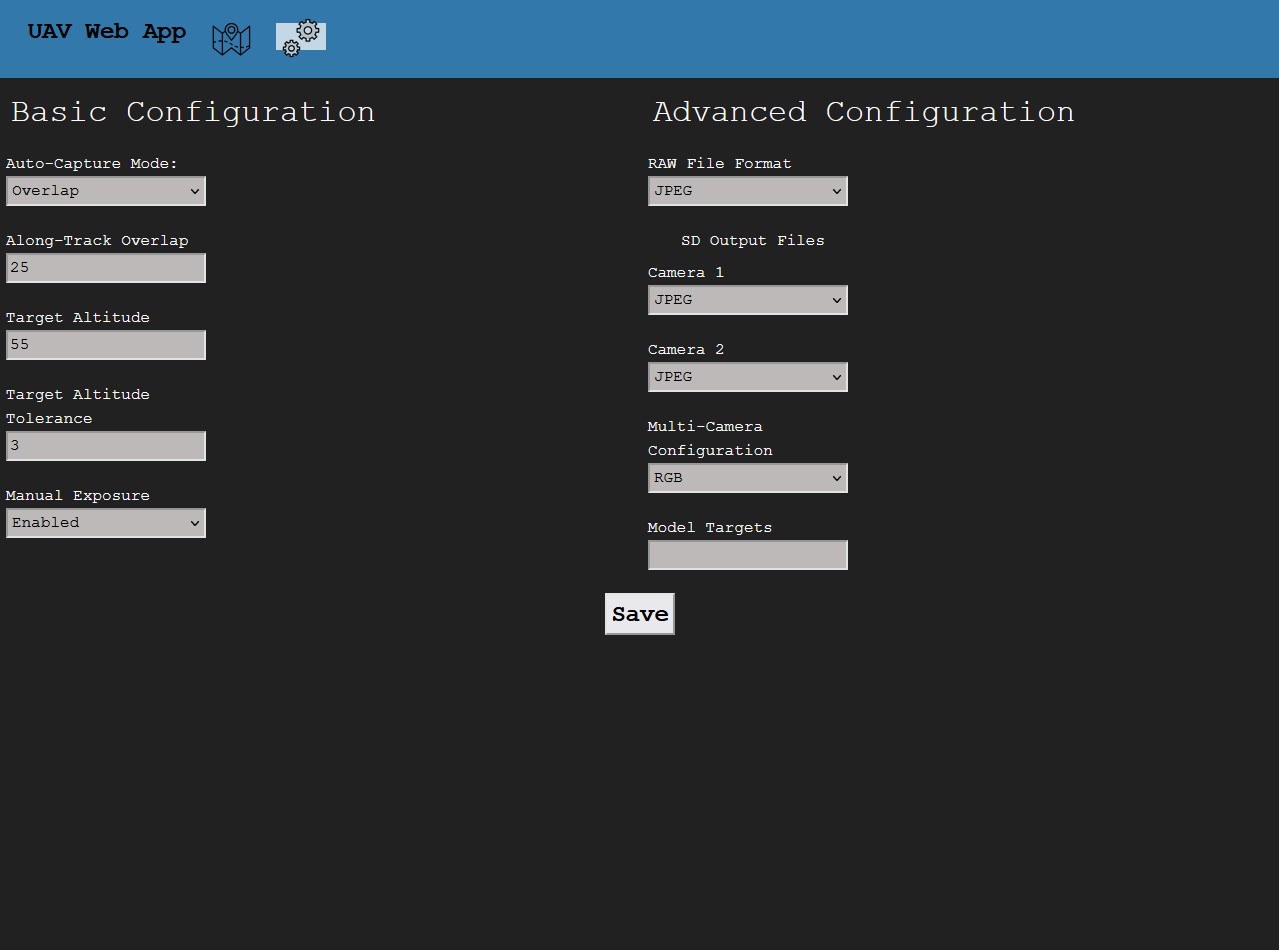 UAV Web App
Basic Configuration
Auto-Capture Mode:
Overlap
Along-Track Overlap
25
Target Altitude
55
Target Altitude
Tolerance
3
Manual Exposure
Enabled
Advanced Configuration
RAW File Format
JPEG
SD Output Files
Camera 1
JPEG
Camera 2
JPEG
Multi-Camera
Configuration
RGB
Model Targets
Save